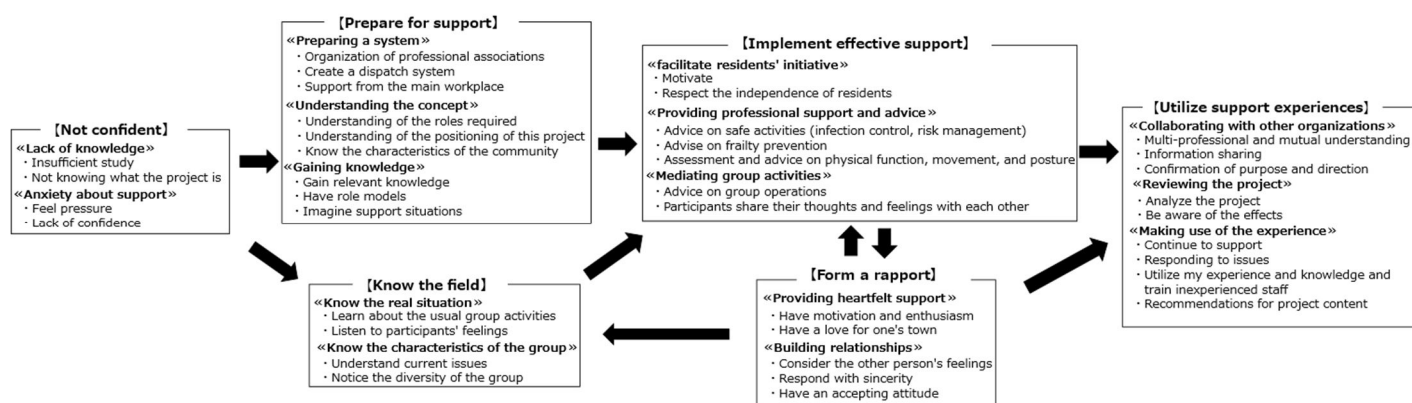 【Not confident】
«Lack of knowledge»
・Insufficient study
・Not knowing what the project is
«Anxiety about support»
・Feel pressure
・Lack of confidence
【Prepare for support】
«Preparing a system»
・Organization of professional associations
・Create a dispatch system
・Support from the main workplace
«Understanding the concept»
・Understanding of the roles required
・Understanding of the positioning of this project
・Know the characteristics of the community
«Gaining knowledge»
・Gain relevant knowledge
・Have role models
・Imagine support situations
【Know the field】
«Know the real situation»
・Learn about the usual group activities
・Listen to participants' feelings
«Know the characteristics of the group»
・Understand current issues
・Notice the diversity of the group
【Implement effective support】
«facilitate residents' initiative»
・Motivate
・Respect the independence of residents
«Providing professional support and advice»
・Advice on safe activities (infection control, risk management)
・Advise on frailty prevention
・Assessment and advice on physical function, movement, and posture
«Mediating group activities»
・Advice on group operations
・Participants share their thoughts and feelings with each other
【Form a rapport】
«Providing heartfelt support»
・Have motivation and enthusiasm
・Have a love for one's town
«Building relationships»
・Consider the other person's feelings
・Respond with sincerity
・Have an accepting attitude
【Utilize support experiences】
«Collaborating with other organizations»
・Multi-professional and mutual understanding
・Information sharing
・Confirmation of purpose and direction
«Reviewing the project»
・Analyze the project
・Be aware of the effects
«Making use of the experience»
・Continue to support
・Responding to issues
・Utilize my experience and knowledge and
train inexperienced staff
・Recommendations for project content